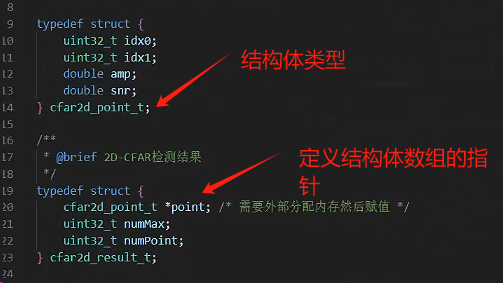 8
9 typedef struct {
10 uint32_t idx0;
11 uint32_t idx1;
12 double amp;
13 double snr;
14 } cfar2d_point_t;
结构体类型
15
16 /**
17 * @brief 2D-CFAR检测结果
18 */
定义结构体数组的指
针
19 typedef struct {
20 cfar2d_point_t *point; /* 需要外部分配内存然后赋值 */
21 uint32_t numMax;
22 uint32_t numPoint;
23 } cfar2d_result_t;
24